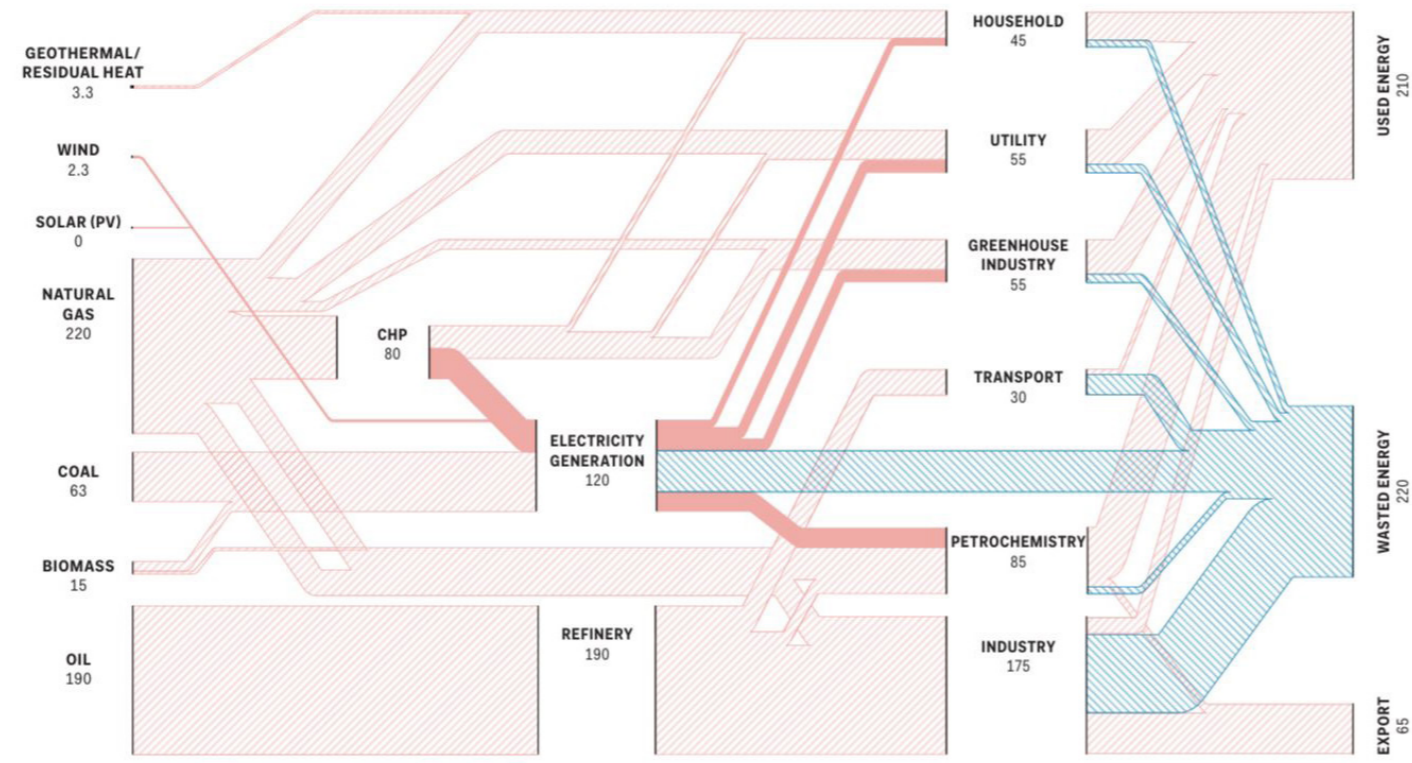 GEOTHERMAL/
RESIDUAL HEAT
3.3
WIND
2.3
SOLAR (PV)
0
NATURAL
GAS
220
COAL
63
BIOMASS
15
OIL
190
CHP
80
ELECTRICITY
GENERATION
120
REFINERY
190
HOUSEHOLD
45
UTILITY
55
GREENHOUSE
INDUSTRY
55
TRANSPORT
30
PETROCHEMISTRY
85
INDUSTRY
175
USED ENERGY
210
WASTED ENERGY
220
EXPORT
65